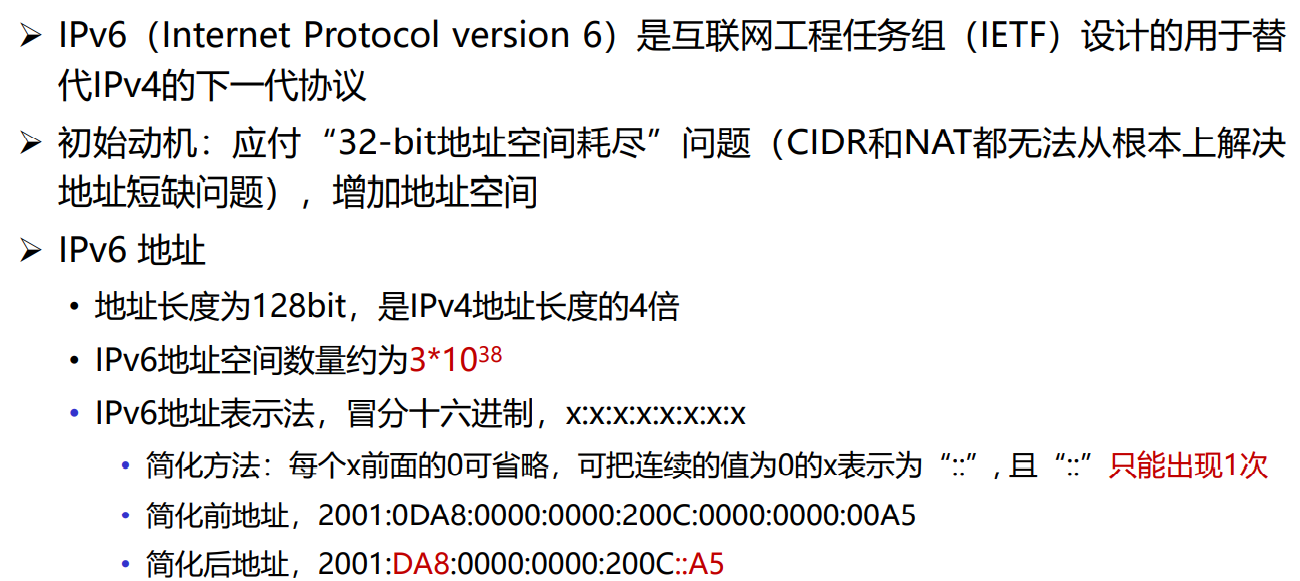 ➢ IPv6（Internet Protocol version 6）是互联网工程任务组（IETF）设计的用于替
代IPv4的下一代协议
➢ 初始动机：应付“32-bit地址空间耗尽”问题（CIDR和NAT都无法从根本上解决
地址短缺问题），增加地址空间
➢ IPv6 地址
• 地址长度为128bit，是IPv4地址长度的4倍
• IPv6地址空间数量约为3*10³⁸
• IPv6地址表示法，冒分十六进制，x:x:x:x:x:x:x:x
• 简化方法：每个x前面的0可省略，可把连续的值为0的x表示为“::”, 且“::”只能出现1次
• 简化前地址，2001:0DA8:0000:0000:200C:0000:0000:00A5
• 简化后地址，2001:DA8:0000:0000:200C::A5